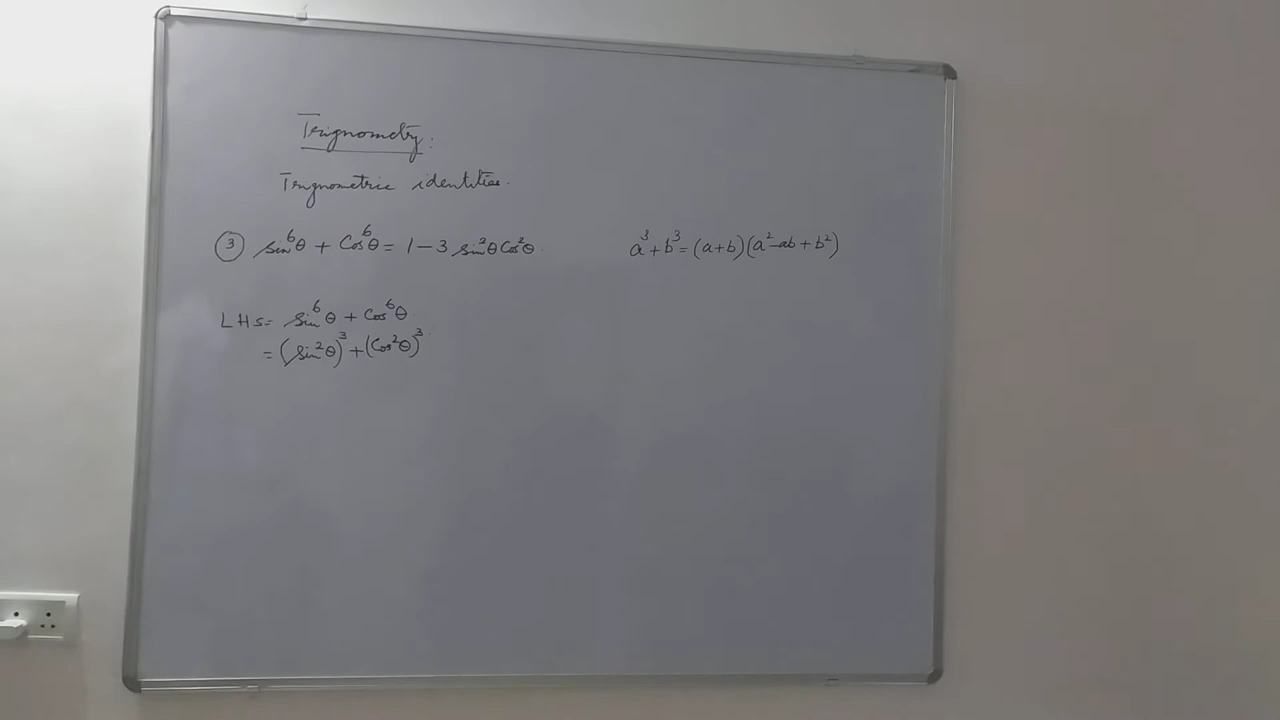 Trignometry:
Trignometric identities.
③ sin⁶θ + Cos⁶θ = 1 – 3 sin²θ Cos²θ.
a³ + b³ = (a+b)(a² – ab + b²)
LHS = sin⁶θ + Cos⁶θ
= (sin²θ)³ + (Cos²θ)³.